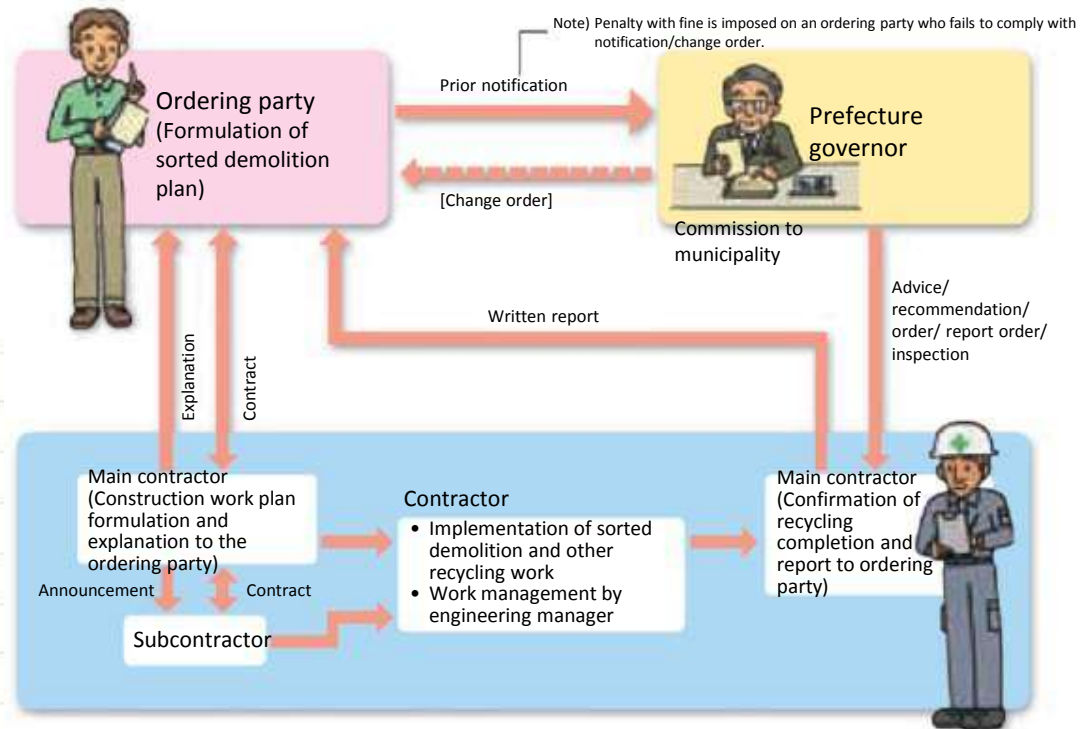 Note) Penalty with fine is imposed on an ordering party who fails to comply with
notification/change order.
Prior notification
Ordering party
(Formulation of
sorted demolition
plan)
Prefecture
governor
[Change order]
Commission to
municipality
Advice/
recommendation/
order/ report order/
inspection
Written report
Explanation
Contract
Main contractor
(Construction work plan
formulation and
explanation to the
ordering party)
Contractor
• Implementation of sorted
demolition and other
recycling work
• Work management by
engineering manager
Main contractor
(Confirmation of
recycling
completion and
report to ordering
party)
Announcement
Contract
Subcontractor